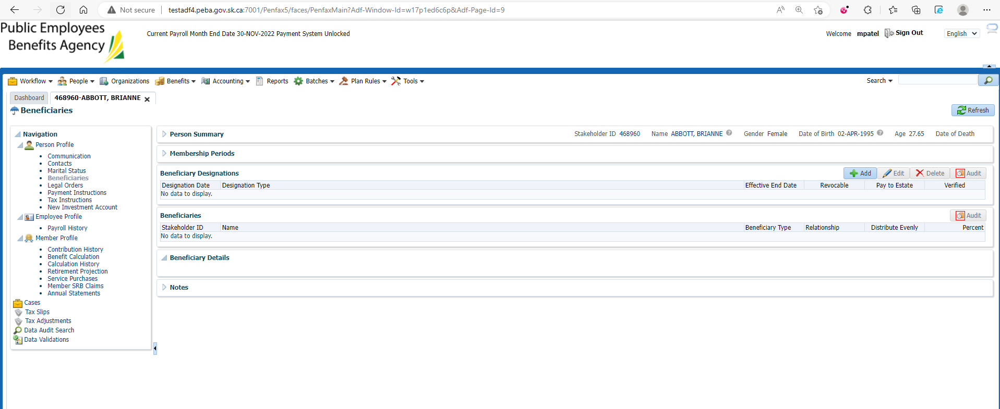 Not secure testadf4.peba.gov.sk.ca:7001/Penfax5/faces/PenfaxMain?Adf-Window-Id=w17p1ed6c6p&Adf-Page-Id=9
Public Employees
Benefits Agency
Current Payroll Month End Date 30-NOV-2022 Payment System Unlocked
Welcome mpatel Sign Out English
Workflow People Organizations Benefits Accounting Reports Batches Plan Rules Tools Search
Dashboard 468960-ABBOTT, BRIANNE
Beneficiaries
Refresh
Navigation
Person Profile
Communication
Contacts
Marital Status
Beneficiaries
Legal Orders
Payment Instructions
Tax Instructions
New Investment Account
Employee Profile
Payroll History
Member Profile
Contribution History
Benefit Calculation
Calculation History
Retirement Projection
Service Purchases
Member SRB Claims
Annual Statements
Cases
Tax Slips
Tax Adjustments
Data Audit Search
Data Validations
Person Summary Stakeholder ID 468960 Name ABBOTT, BRIANNE Gender Female Date of Birth 02-APR-1995 Age 27.65 Date of Death
Membership Periods
Beneficiary Designations Add Edit Delete Audit
Designation Date Designation Type Effective End Date Revocable Pay to Estate Verified
No data to display.
Beneficiaries Audit
Stakeholder ID Name Beneficiary Type Relationship Distribute Evenly Percent
No data to display.
Beneficiary Details
Notes